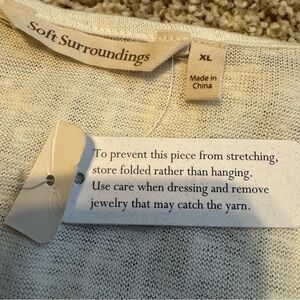 Soft Surroundings
XL
Made in
China
To prevent this piece from stretching,
store folded rather than hanging.
Use care when dressing and remove
jewelry that may catch the yarn.